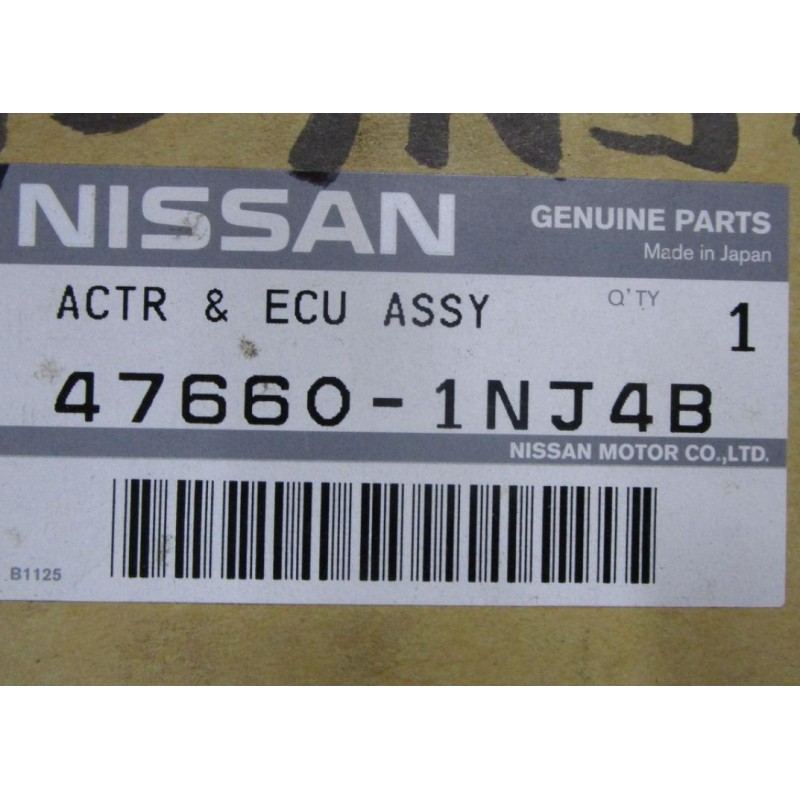 NISSAN
GENUINE PARTS
Made in Japan
ACTR & ECU ASSY
Q'TY
1
47660-1NJ4B
NISSAN MOTOR CO.,LTD.
B1125